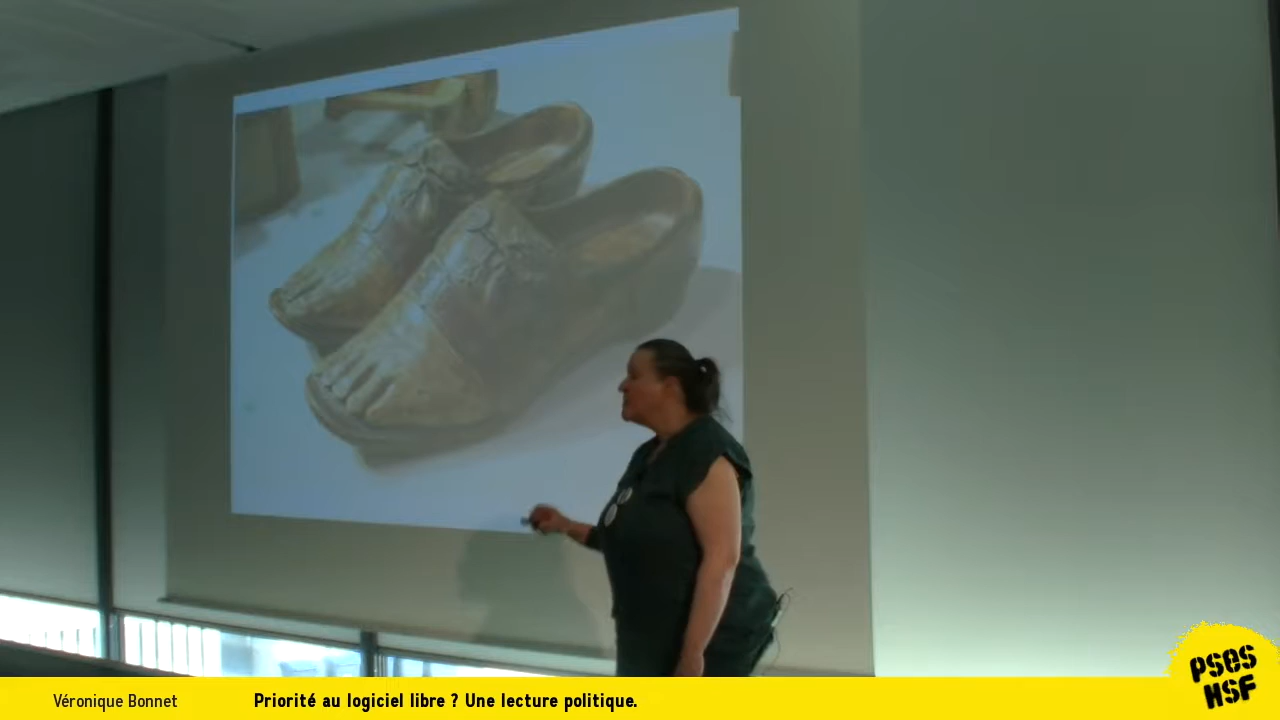 Véronique Bonnet
Priorité au logiciel libre ? Une lecture politique.
PSES
HSF